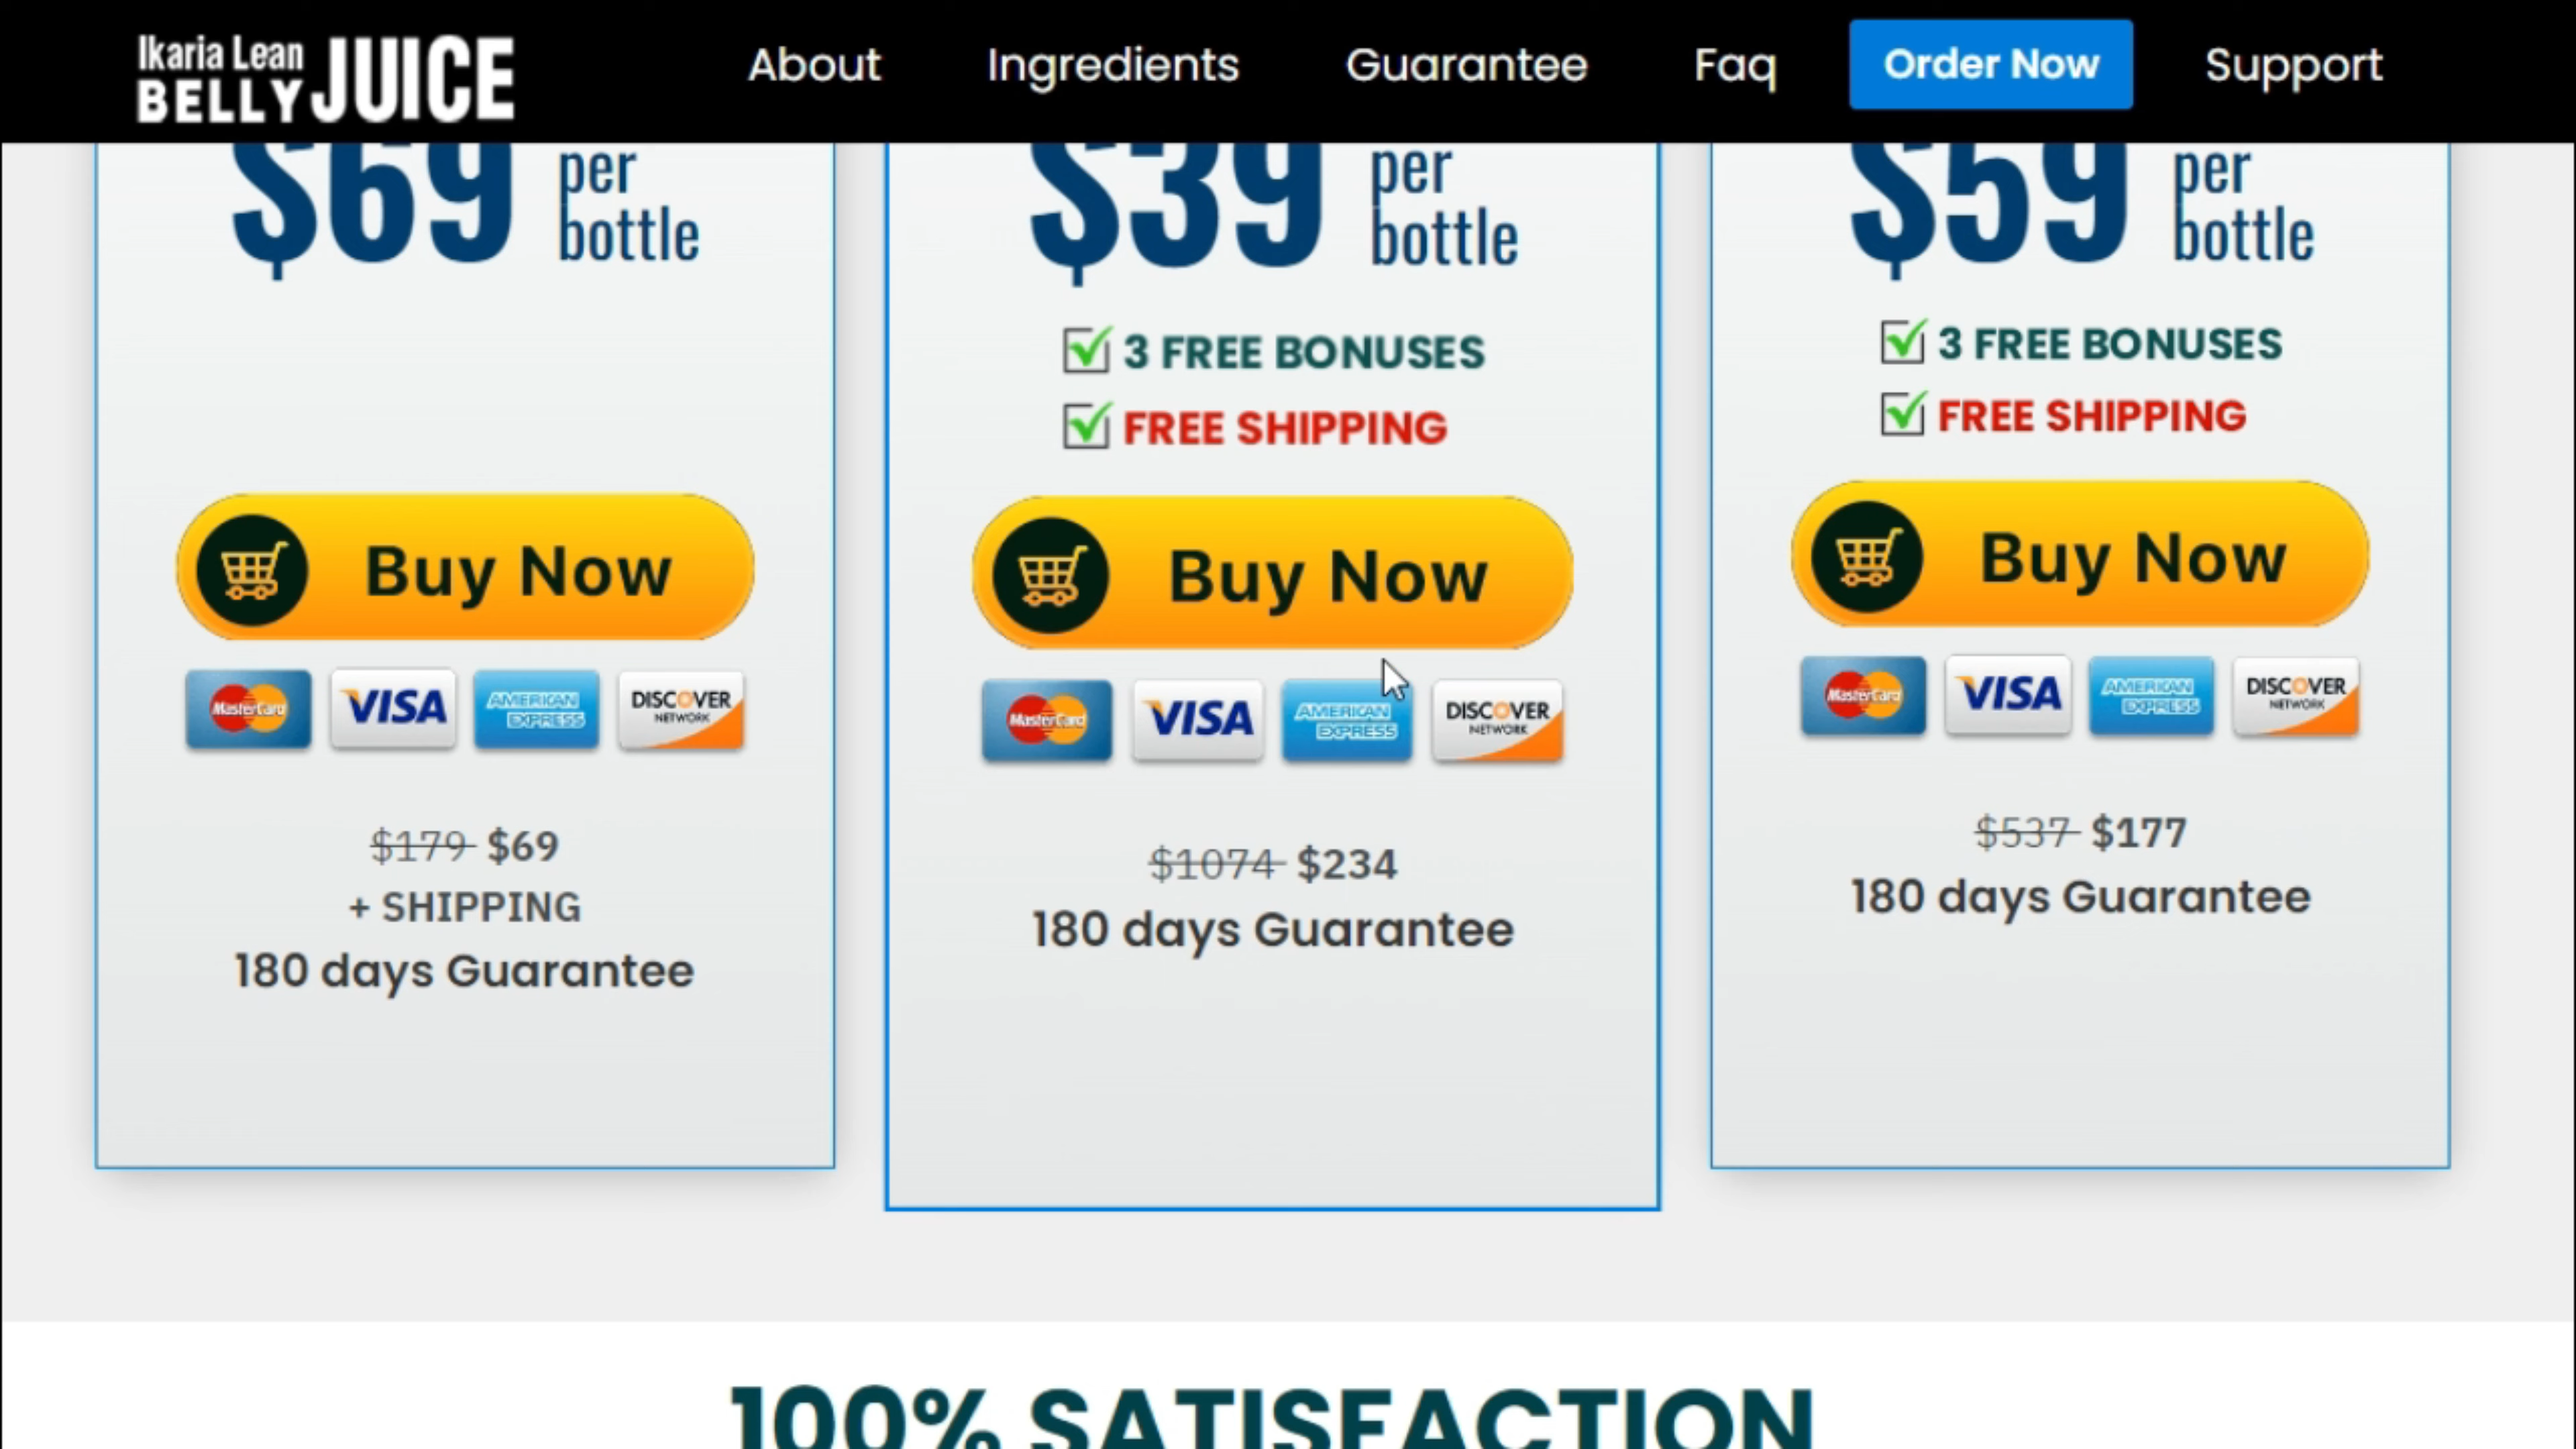 Ikaria Lean
BELLY JUICE
About
Ingredients
Guarantee
Faq
Order Now
Support
$69 per
bottle
Buy Now
MasterCard
VISA
AMERICAN
EXPRESS
DISCOVER
NETWORK
$179 $69
+ SHIPPING
180 days Guarantee
$39 per
bottle
3 FREE BONUSES
FREE SHIPPING
Buy Now
MasterCard
VISA
AMERICAN
EXPRESS
DISCOVER
NETWORK
$1074 $234
180 days Guarantee
$59 per
bottle
3 FREE BONUSES
FREE SHIPPING
Buy Now
MasterCard
VISA
AMERICAN
EXPRESS
DISCOVER
NETWORK
$537 $177
180 days Guarantee
100% SATISFACTION